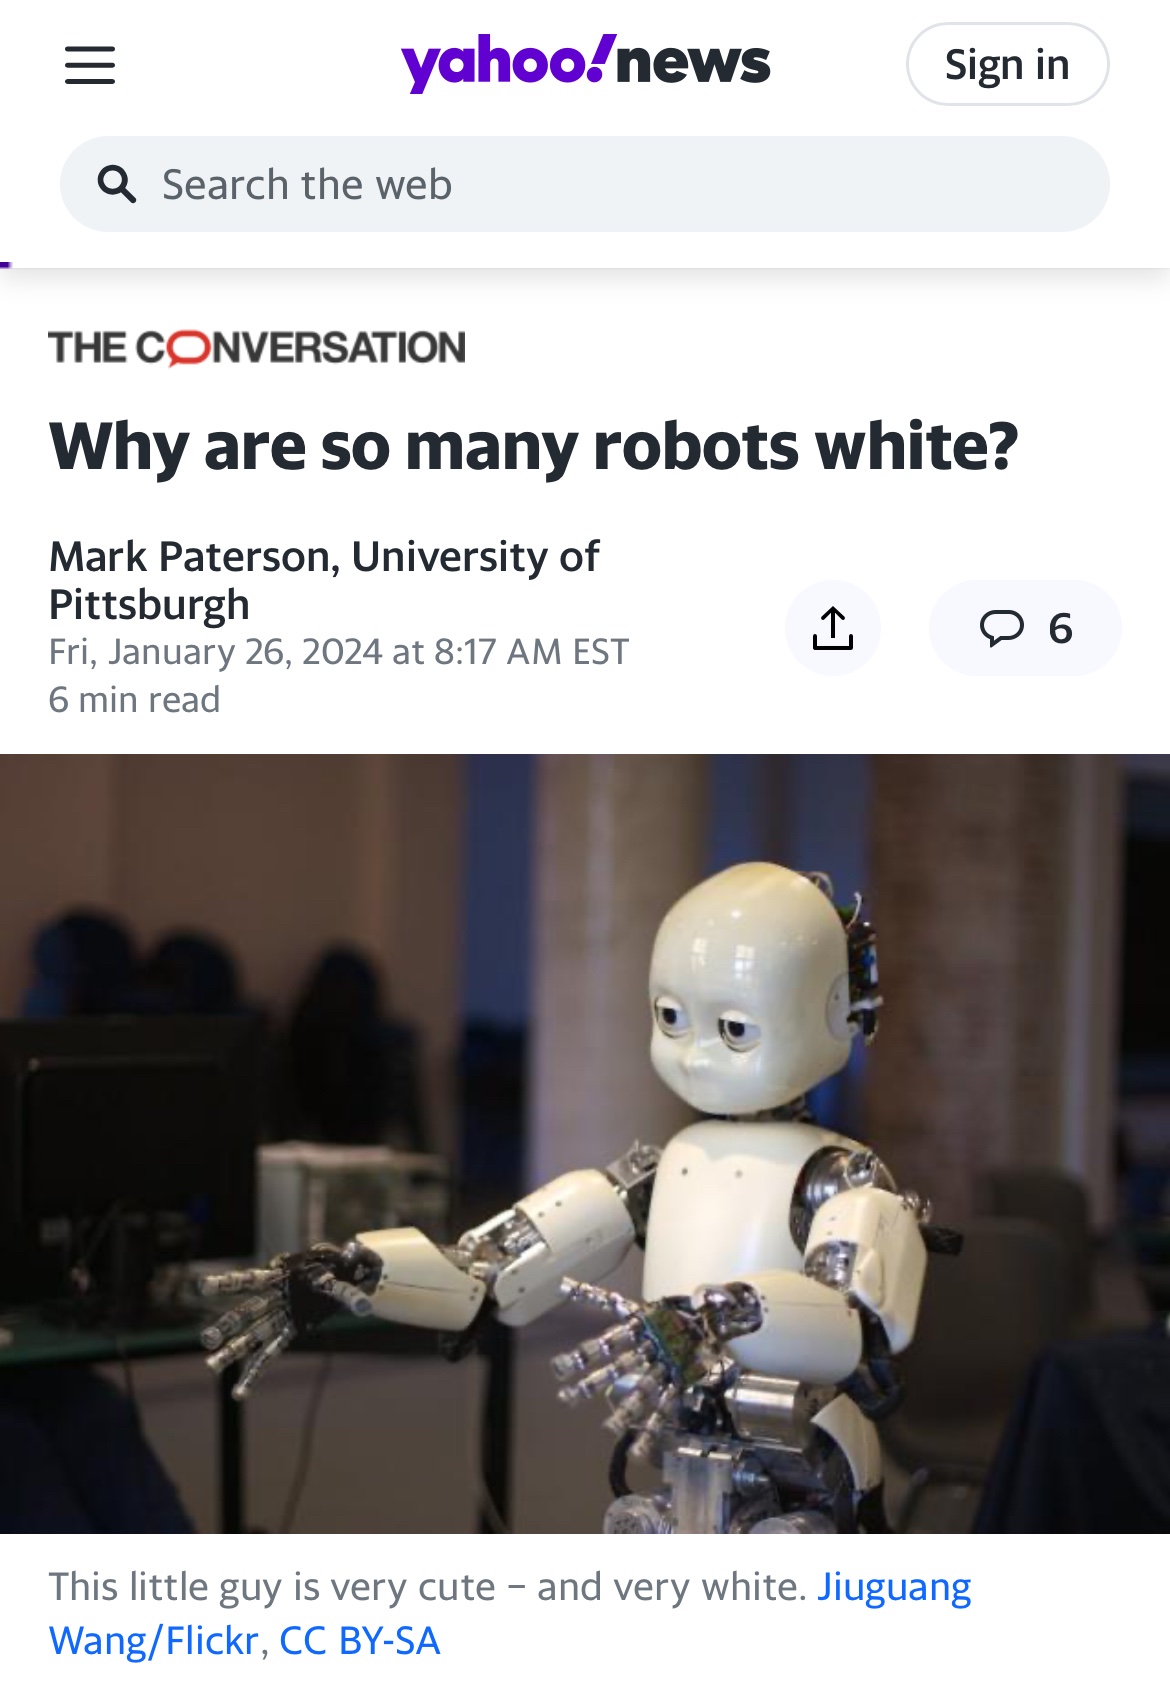 yahoo!news
Sign in
Search the web
THE CONVERSATION
Why are so many robots white?
Mark Paterson, University of
Pittsburgh
Fri, January 26, 2024 at 8:17 AM EST
6 min read
6
This little guy is very cute – and very white. Jiuguang
Wang/Flickr, CC BY-SA